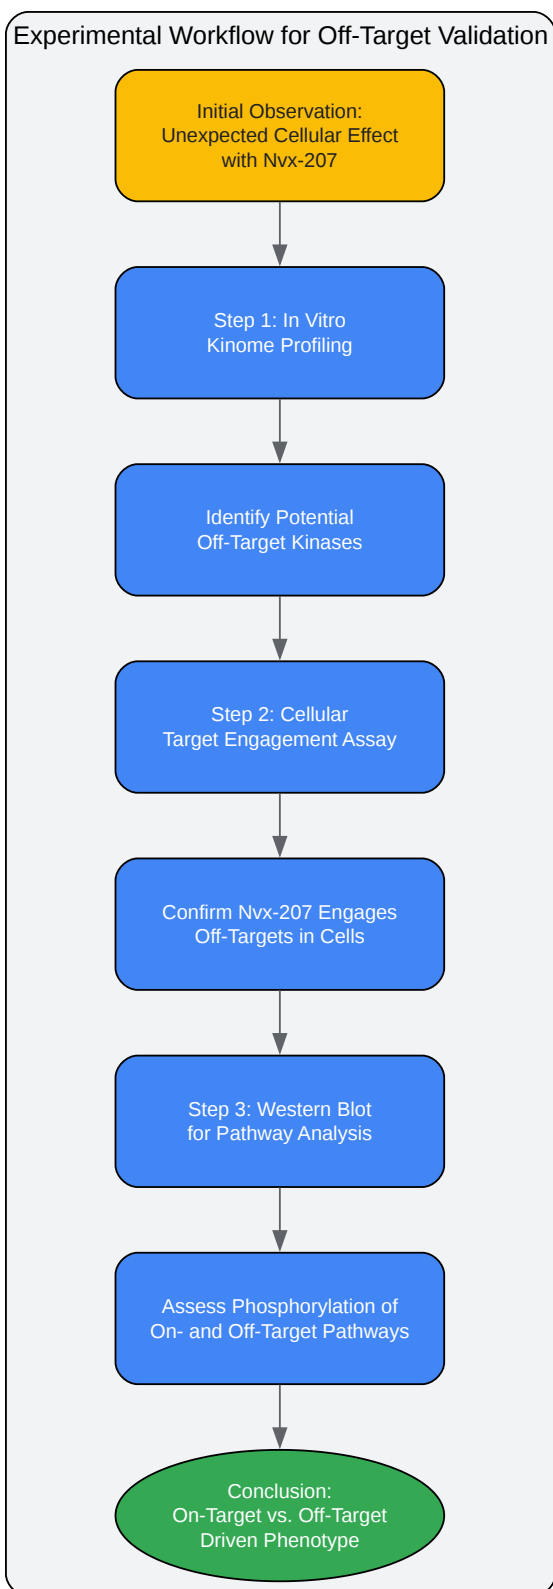 Experimental Workflow for Off-Target Validation
Initial Observation:
Unexpected Cellular Effect
with Nvx-207
Step 1: In Vitro
Kinome Profiling
Identify Potential
Off-Target Kinases
Step 2: Cellular
Target Engagement Assay
Confirm Nvx-207 Engages
Off-Targets in Cells
Step 3: Western Blot
for Pathway Analysis
Assess Phosphorylation of
On- and Off-Target Pathways
Conclusion:
On-Target vs. Off-Target
Driven Phenotype